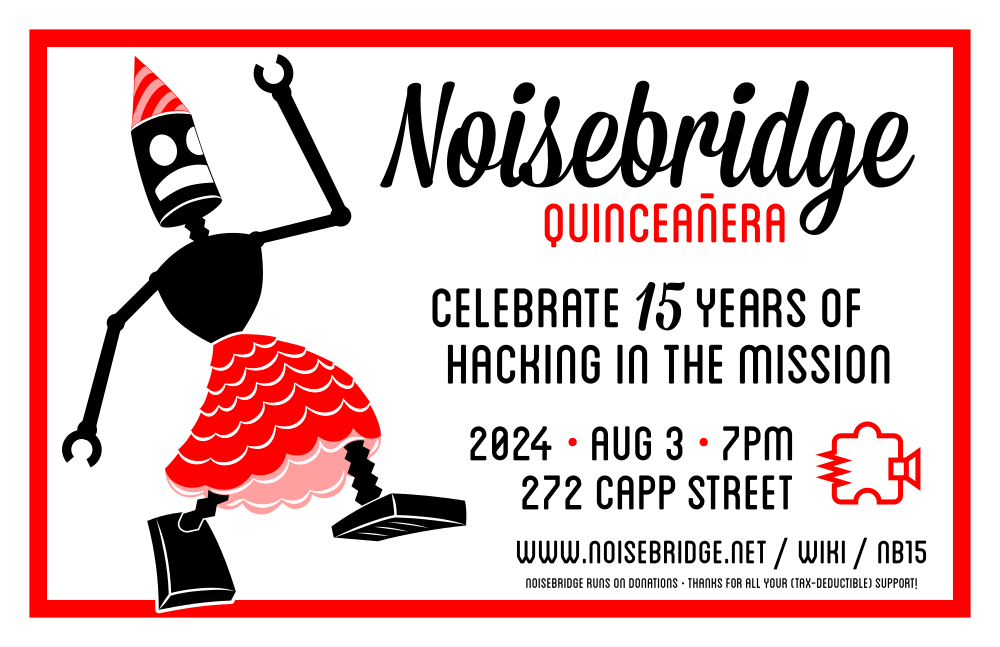 Noisebridge
QUINCEAÑERA
CELEBRATE 15 YEARS OF
HACKING IN THE MISSION
2024 • AUG 3 • 7PM
272 CAPP STREET
WWW.NOISEBRIDGE.NET / WIKI / NB15
NOISEBRIDGE RUNS ON DONATIONS · THANKS FOR ALL YOUR (TAX-DEDUCTIBLE) SUPPORT!